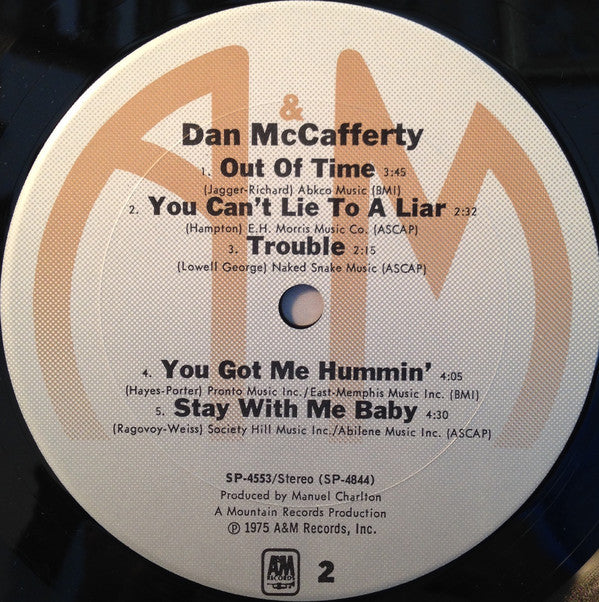 &
Dan McCafferty
1. Out Of Time 3:45
(Jagger-Richard) Abkco Music (BMI)
2. You Can't Lie To A Liar 2:32
(Hampton) E.H. Morris Music Co. (ASCAP)
3. Trouble 2:15
(Lowell George) Naked Snake Music (ASCAP)
4. You Got Me Hummin' 4:05
(Hayes-Porter) Pronto Music Inc./East-Memphis Music Inc. (BMI)
5. Stay With Me Baby 4:30
(Ragovoy-Weiss) Society Hill Music Inc./Abilene Music Inc. (ASCAP)
SP-4553/Stereo (SP-4844)
Produced by Manuel Charlton
A Mountain Records Production
℗ 1975 A&M Records, Inc.
A&M
RECORDS
2